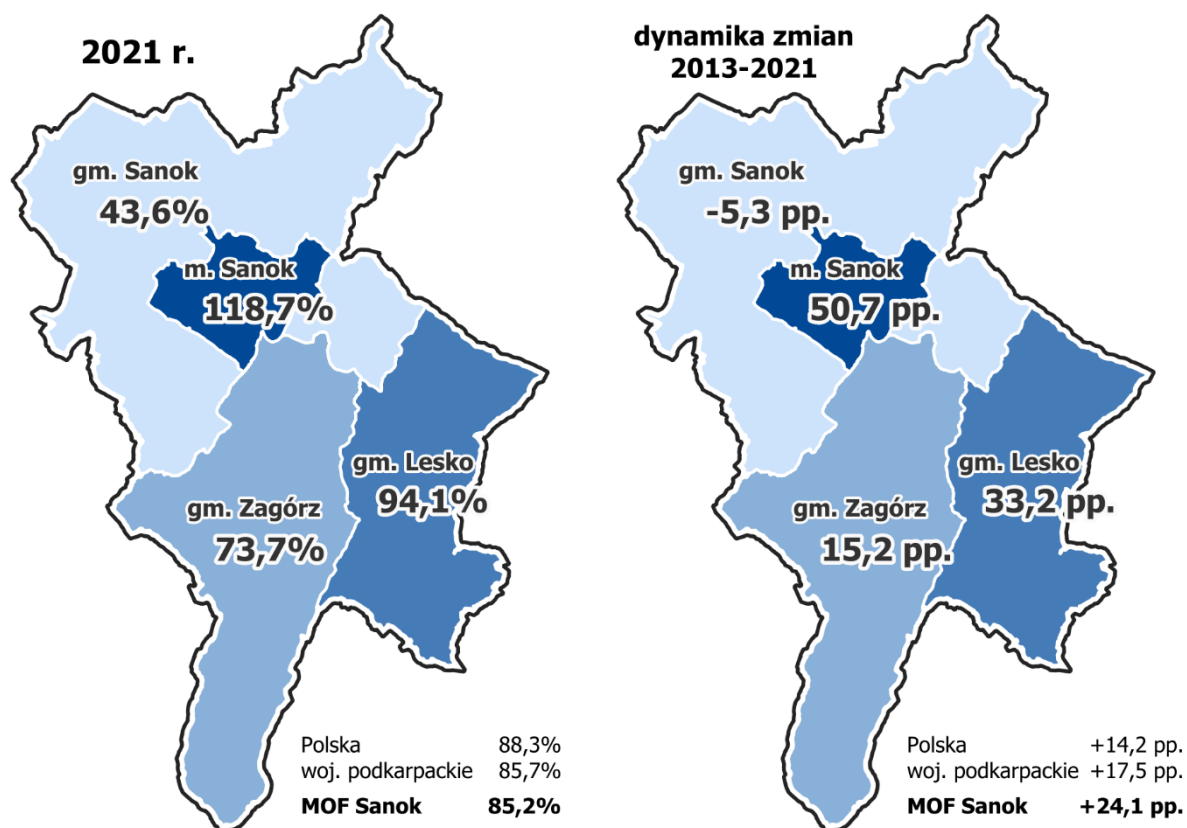 2021 r.
gm. Sanok
43,6%
m. Sanok
118,7%
gm. Lesko
94,1%
gm. Zagórz
73,7%
Polska 88,3%
woj. podkarpackie 85,7%
MOF Sanok 85,2%
dynamika zmian
2013-2021
gm. Sanok
-5,3 pp.
m. Sanok
50,7 pp.
gm. Lesko
33,2 pp.
gm. Zagórz
15,2 pp.
Polska +14,2 pp.
woj. podkarpackie +17,5 pp.
MOF Sanok +24,1 pp.